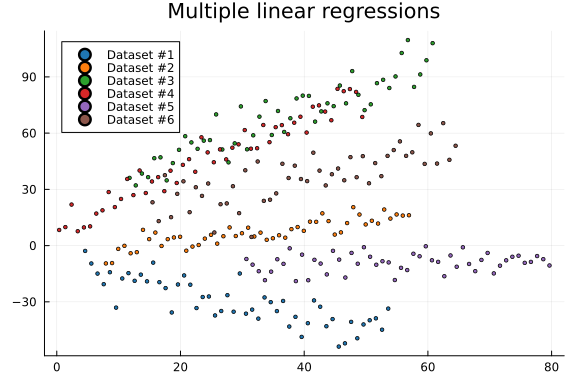 Multiple linear regressions
Dataset #1
Dataset #2
Dataset #3
Dataset #4
Dataset #5
Dataset #6
90
60
30
0
−30
0 20 40 60 80